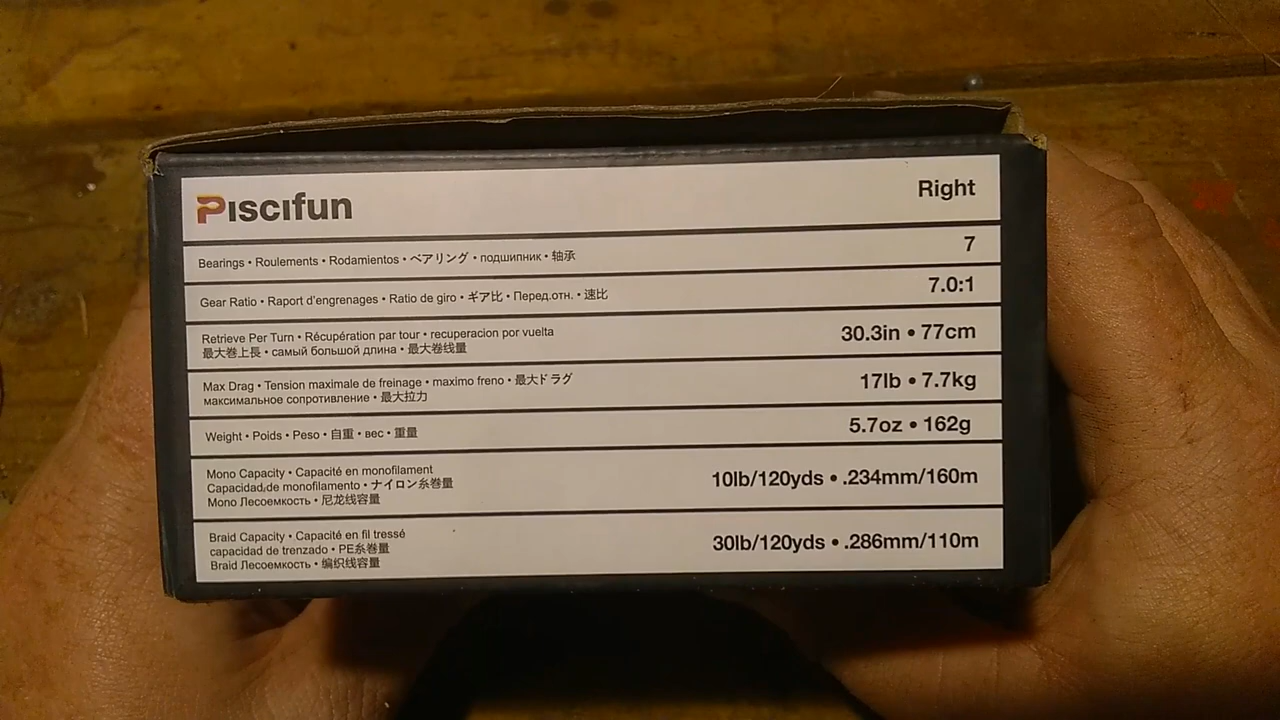 Piscifun
Right
Bearings • Roulements • Rodamientos • ベアリング • подшипник • 轴承
7
Gear Ratio • Raport d'engrenages • Ratio de giro • ギア比 • Перед.отн. • 速比
7.0:1
Retrieve Per Turn • Récupération par tour • recuperacion por vuelta
最大巻上長 • самый большой длина • 最大卷线量
30.3in • 77cm
Max Drag • Tension maximale de freinage • maximo freno • 最大ドラグ
максимальное сопротивление • 最大拉力
17lb • 7.7kg
Weight • Poids • Peso • 自重 • вес • 重量
5.7oz • 162g
Mono Capacity • Capacité en monofilament
Capacidad de monofilamento • ナイロン糸巻量
Mono Лесоемкость • 尼龙线容量
10lb/120yds • .234mm/160m
Braid Capacity • Capacité en fil tressé
capacidad de trenzado • PE糸巻量
Braid Лесоемкость • 编织线容量
30lb/120yds • .286mm/110m